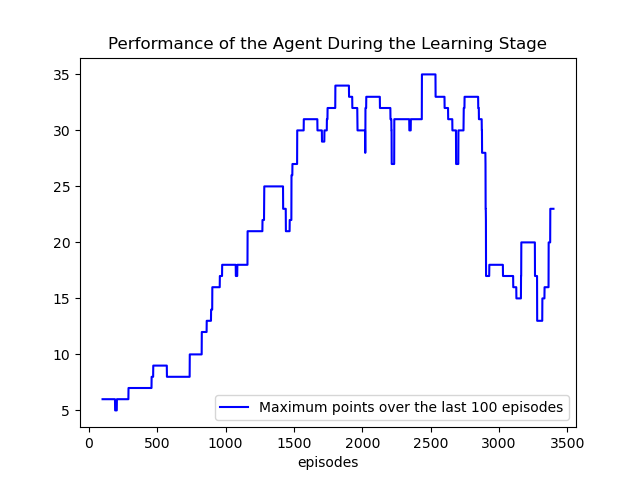 Performance of the Agent During the Learning Stage
35
30
25
20
15
10
5
Maximum points over the last 100 episodes
0 500 1000 1500 2000 2500 3000 3500
episodes